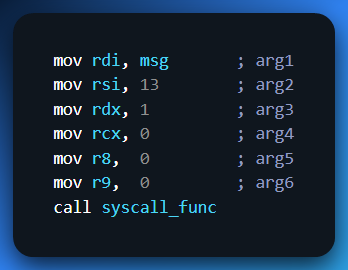 mov rdi, msg ; arg1
mov rsi, 13 ; arg2
mov rdx, 1 ; arg3
mov rcx, 0 ; arg4
mov r8, 0 ; arg5
mov r9, 0 ; arg6
call syscall_func